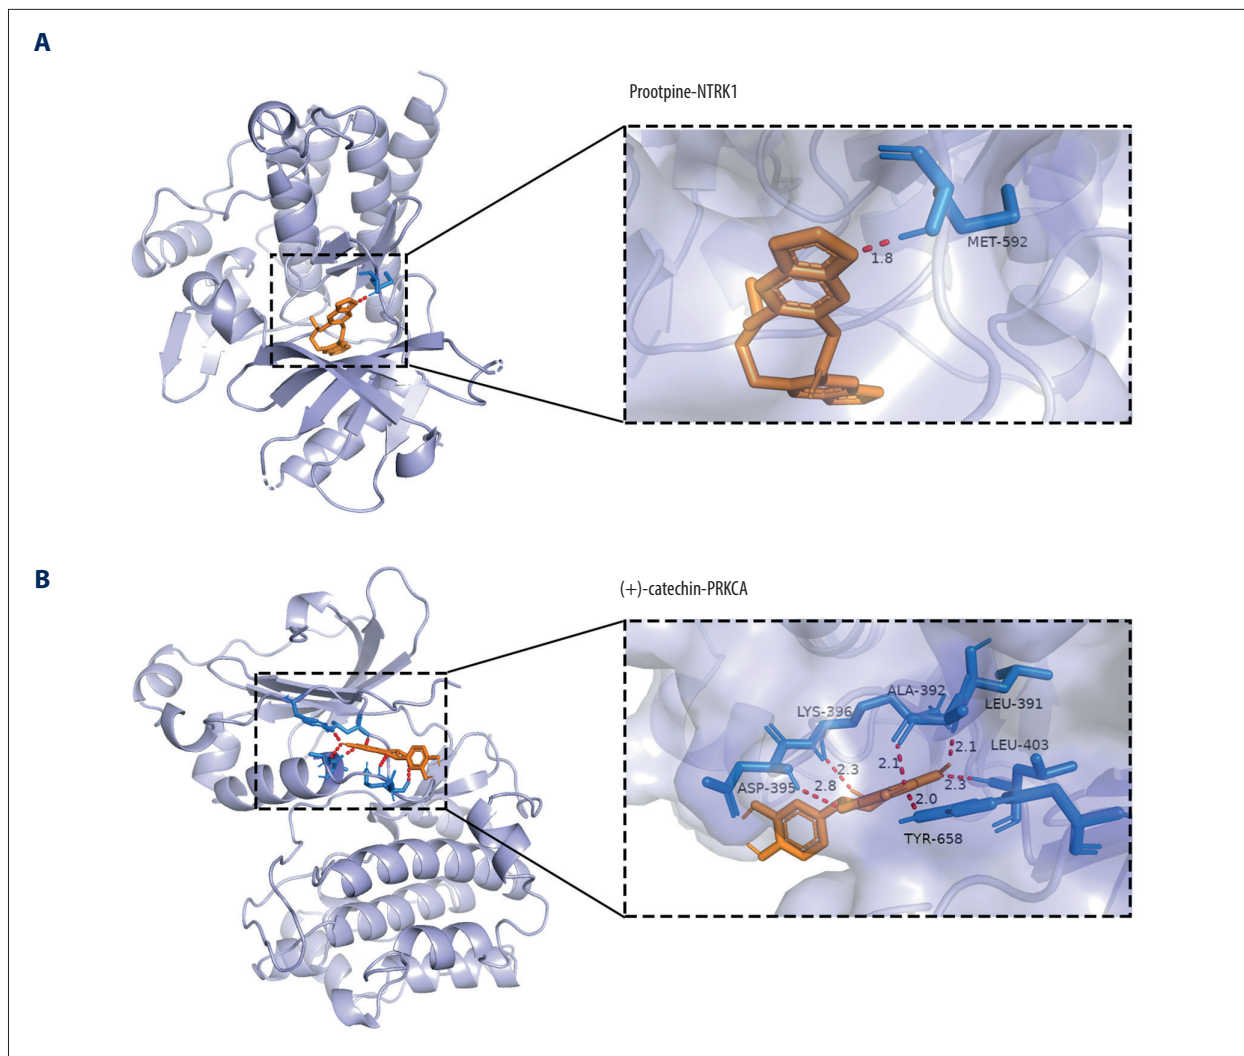 A
Prootpine-NTRK1
MET-592
1.8
B
(+)-catechin-PRKCA
ALA-392
LEU-391
LYS-396
LEU-403
2.1
2.3
2.1
2.3
ASP-395
2.8
2.0
TYR-658